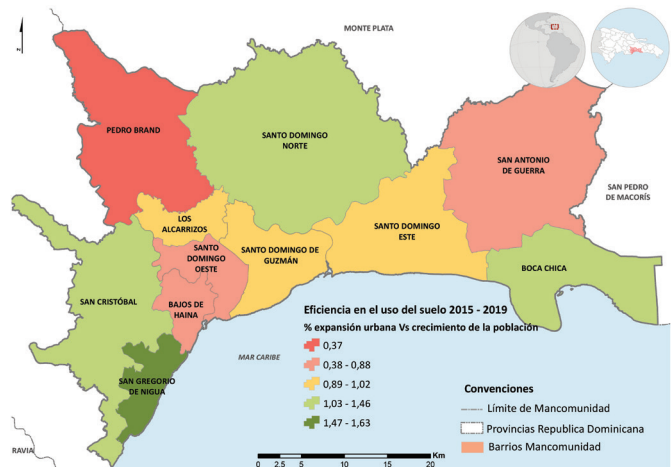 MONTE PLATA
PEDRO BRAND
SANTO DOMINGO
NORTE
SAN ANTONIO
DE GUERRA
SAN PEDRO
DE MACORÍS
LOS
ALCARRIZOS
SANTO
DOMINGO
OESTE
SANTO DOMINGO DE
GUZMÁN
SANTO DOMINGO
ESTE
BOCA CHICA
SAN CRISTÓBAL
BAJOS DE
HAINA
SAN GREGORIO
DE NIGUA
MAR CARIBE
RAVIA
Eficiencia en el uso del suelo 2015 - 2019
% expansión urbana Vs crecimiento de la población
0,37
0,38 - 0,88
0,89 - 1,02
1,03 - 1,46
1,47 - 1,63
Convenciones
Límite de Mancomunidad
Provincias Republica Dominicana
Barrios Mancomunidad
Km
0 2.5 5 10 15 20